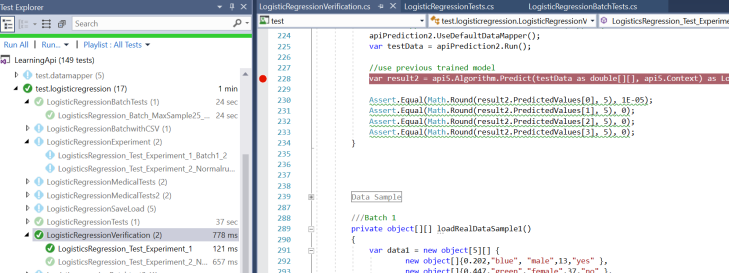 Test Explorer
Search
Run All | Run... | Playlist : All Tests
LearningApi (149 tests)
test.datamapper (5)
test.logisticregression (17) 1 min
LogisticRegressionBatchTests (1) 24 sec
LogisticRegression_Batch_MaxSample25_... 24 sec
LogisticRegressionBatchwithCSV (1)
LogisticRegressionExperiment (2)
LogisticRegression_Test_Experiment_1_Batch1_2
LogisticRegression_Test_Experiment_2_Normalru...
LogisticRegressionMedicalTests (2)
LogisticRegressionMedicalTests2 (2)
LogisticRegressionSaveLoad (5)
LogisticRegressionTests (1) 37 sec
LogisticRegressionVerification (2) 778 ms
LogisticRegression_Test_Experiment_1 121 ms
LogisticRegression_Test_Experiment_2_N... 657 ms
LogisticRegressionVerification.cs LogisticRegressionTests.cs LogisticRegressionBatchTests.cs
test test.logisticregression.LogisticRegressionV LogisticRegression_Test_Experime
224 apiPrediction2.UseDefaultDataMapper();
225 var testData = apiPrediction2.Run();
226
227 //use previous trained model
228 var result2 = api5.Algorithm.Predict(testData as double[][], api5.Context) as Lo
229
230 Assert.Equal(Math.Round(result2.PredictedValues[0], 5), 1E-05);
231 Assert.Equal(Math.Round(result2.PredictedValues[1], 5), 0);
232 Assert.Equal(Math.Round(result2.PredictedValues[2], 5), 0);
233 Assert.Equal(Math.Round(result2.PredictedValues[3], 5), 0);
234 }
235
236
237
238
239 Data Sample
287
288 ///Batch 1
289 private object[][] loadRealDataSample1()
290 {
291 var data1 = new object[5][] {
292 new object[]{0.202,"blue", "male",13,"yes" },
293 new object[]{0.447,"green","female",37,"no" },